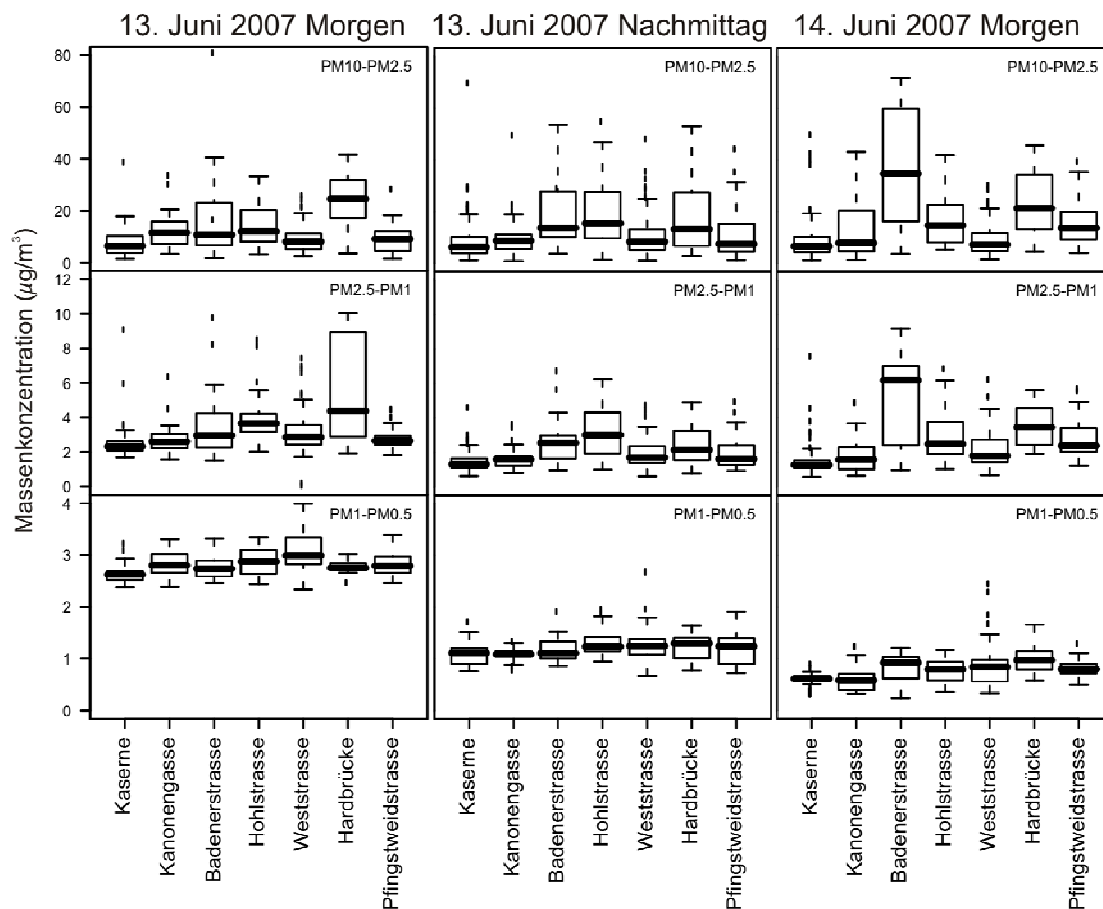 13. Juni 2007 Morgen
13. Juni 2007 Nachmittag
14. Juni 2007 Morgen
Massenkonzentration (µg/m³)
80
60
40
20
0
PM10-PM2.5
PM10-PM2.5
PM10-PM2.5
12
10
8
6
4
2
0
PM2.5-PM1
PM2.5-PM1
PM2.5-PM1
4
3
2
1
0
PM1-PM0.5
PM1-PM0.5
PM1-PM0.5
Kaserne
Kanonengasse
Badenerstrasse
Hohlstrasse
Weststrasse
Hardbrücke
Pfingstweidstrasse
Kaserne
Kanonengasse
Badenerstrasse
Hohlstrasse
Weststrasse
Hardbrücke
Pfingstweidstrasse
Kaserne
Kanonengasse
Badenerstrasse
Hohlstrasse
Weststrasse
Hardbrücke
Pfingstweidstrasse